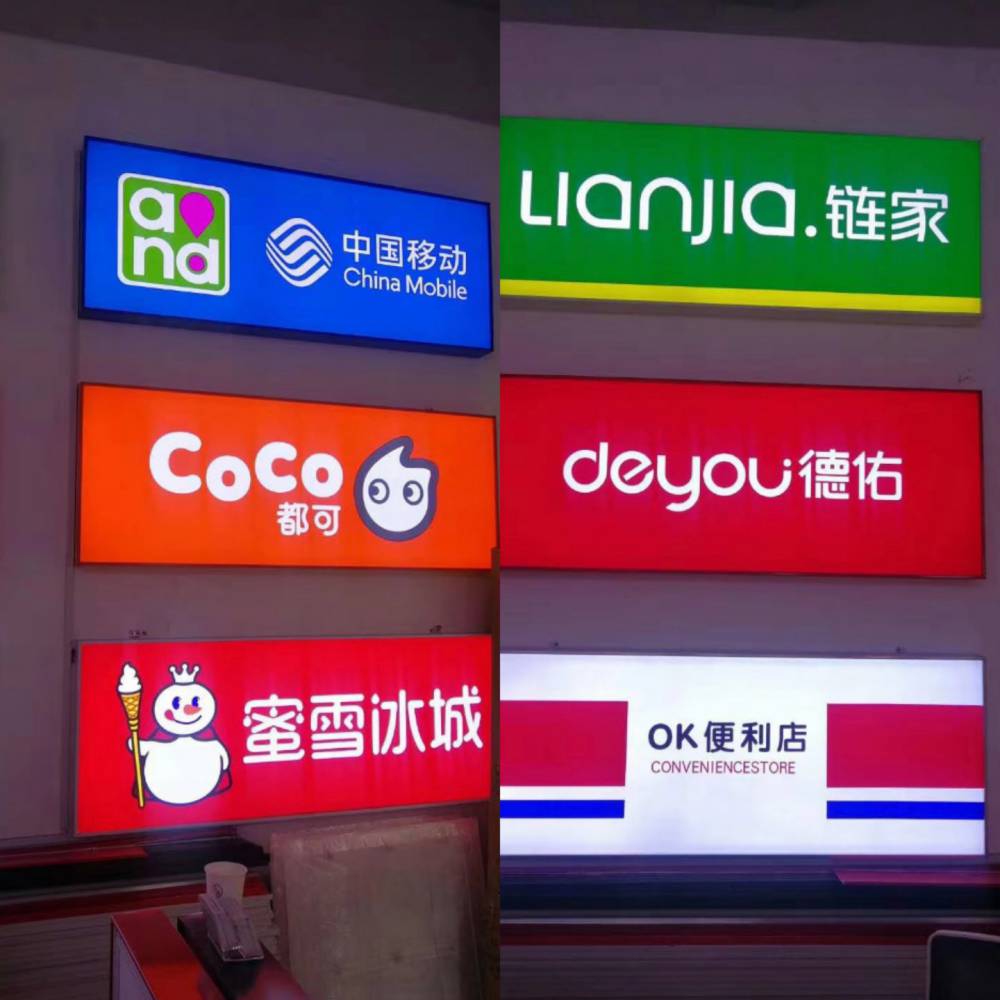 and
中国移动
China Mobile
CoCo
都可
蜜雪冰城
LIANJIA.链家
deyou德佑
OK便利店
CONVENIENCESTORE